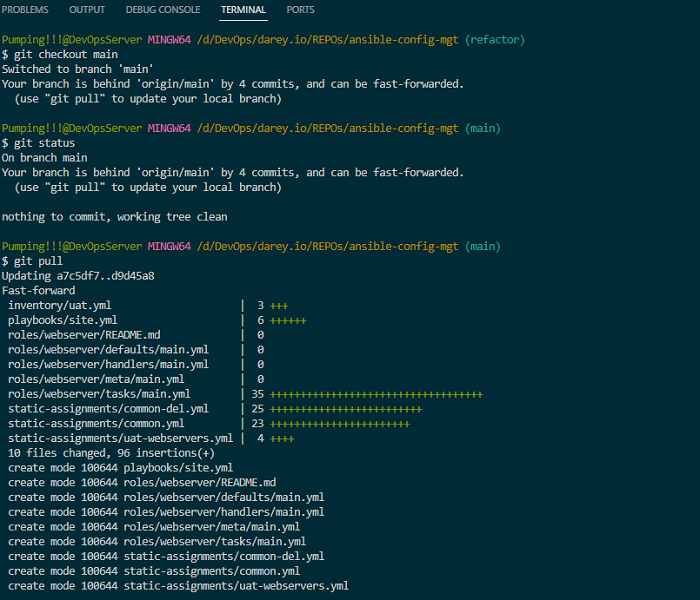 PROBLEMS OUTPUT DEBUG CONSOLE TERMINAL PORTS
Pumping!!!@DevOpsServer MINGW64 /d/DevOps/darey.io/REPOs/ansible-config-mgt (refactor)
$ git checkout main
Switched to branch 'main'
Your branch is behind 'origin/main' by 4 commits, and can be fast-forwarded.
  (use "git pull" to update your local branch)
Pumping!!!@DevOpsServer MINGW64 /d/DevOps/darey.io/REPOs/ansible-config-mgt (main)
$ git status
On branch main
Your branch is behind 'origin/main' by 4 commits, and can be fast-forwarded.
  (use "git pull" to update your local branch)
nothing to commit, working tree clean
Pumping!!!@DevOpsServer MINGW64 /d/DevOps/darey.io/REPOs/ansible-config-mgt (main)
$ git pull
Updating a7c5df7..d9d45a8
Fast-forward
 inventory/uat.yml                     |  3 +++
 playbooks/site.yml                    |  6 ++++++
 roles/webserver/README.md             |  0
 roles/webserver/defaults/main.yml     |  0
 roles/webserver/handlers/main.yml     |  0
 roles/webserver/meta/main.yml         |  0
 roles/webserver/tasks/main.yml        | 35 +++++++++++++++++++++++++++++++++++
 static-assignments/common-del.yml     | 25 +++++++++++++++++++++++++
 static-assignments/common.yml         | 23 +++++++++++++++++++++++
 static-assignments/uat-webservers.yml |  4 ++++
 10 files changed, 96 insertions(+)
 create mode 100644 playbooks/site.yml
 create mode 100644 roles/webserver/README.md
 create mode 100644 roles/webserver/defaults/main.yml
 create mode 100644 roles/webserver/handlers/main.yml
 create mode 100644 roles/webserver/meta/main.yml
 create mode 100644 roles/webserver/tasks/main.yml
 create mode 100644 static-assignments/common-del.yml
 create mode 100644 static-assignments/common.yml
 create mode 100644 static-assignments/uat-webservers.yml